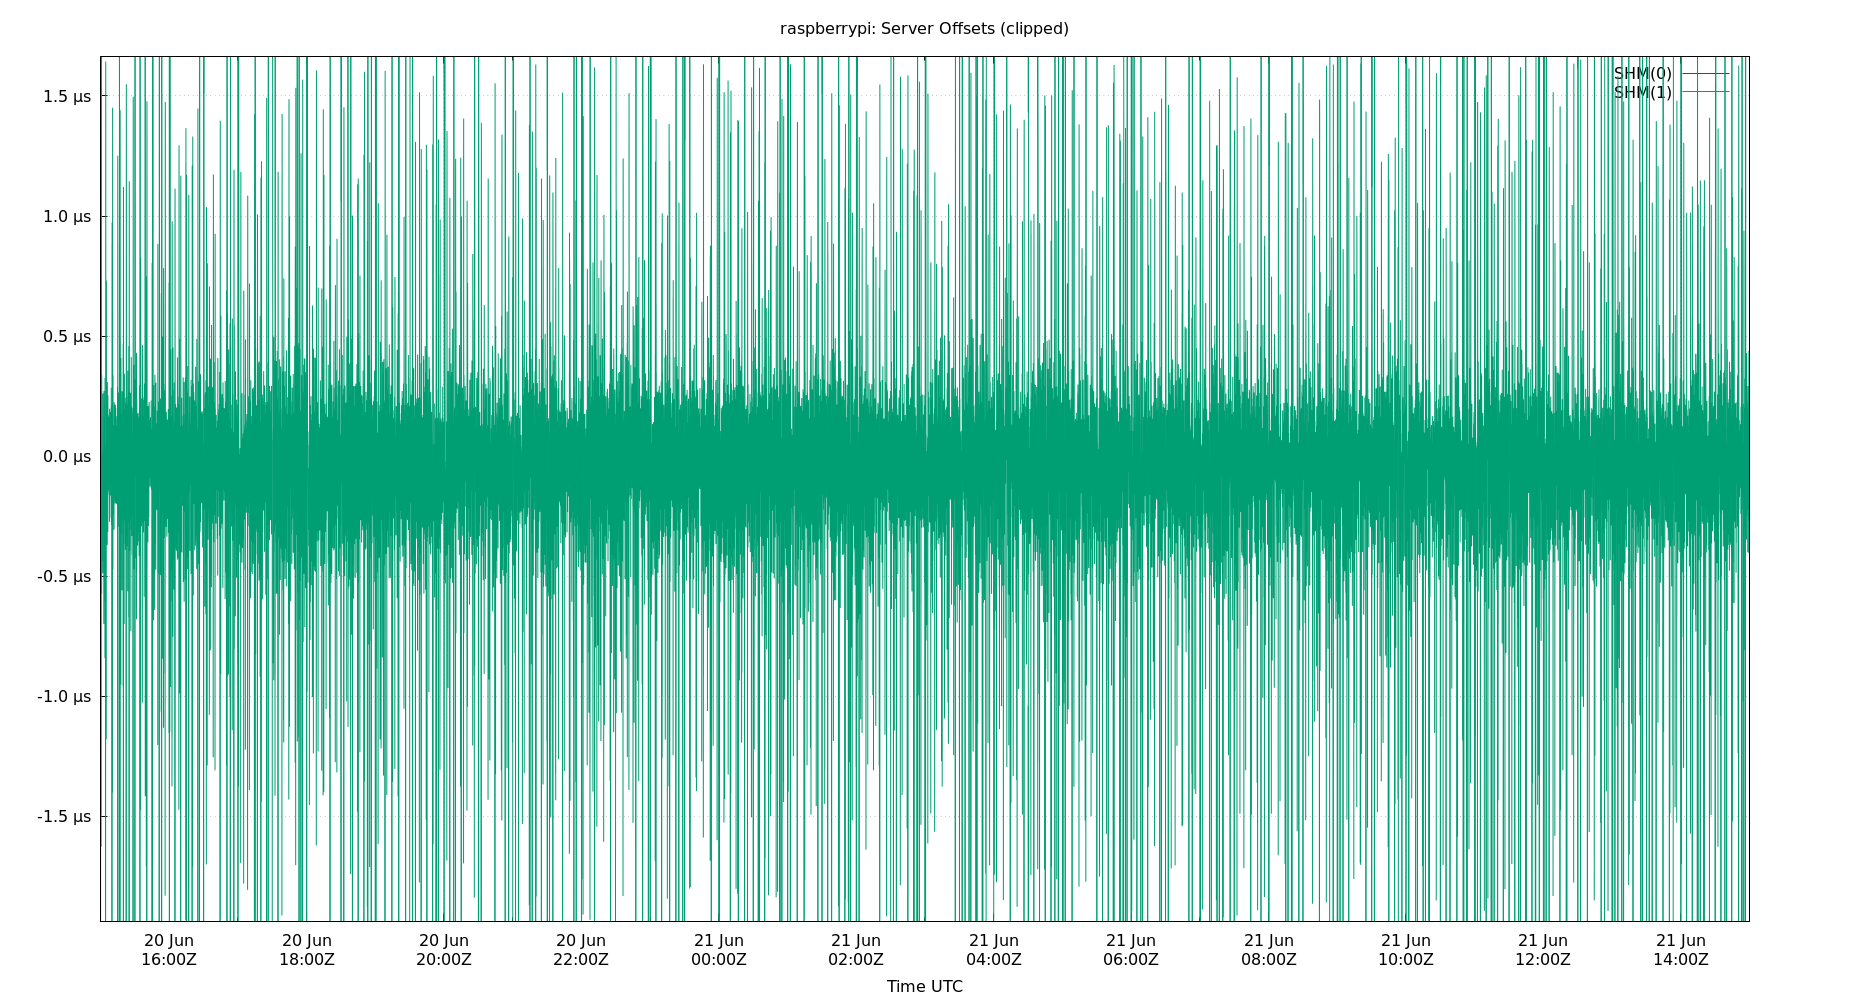 raspberrypi: Server Offsets (clipped)
SHM(0)
SHM(1)
1.5 µs
1.0 µs
0.5 µs
0.0 µs
-0.5 µs
-1.0 µs
-1.5 µs
20 Jun 20 Jun 20 Jun 20 Jun 21 Jun 21 Jun 21 Jun 21 Jun 21 Jun 21 Jun 21 Jun 21 Jun
16:00Z 18:00Z 20:00Z 22:00Z 00:00Z 02:00Z 04:00Z 06:00Z 08:00Z 10:00Z 12:00Z 14:00Z
Time UTC